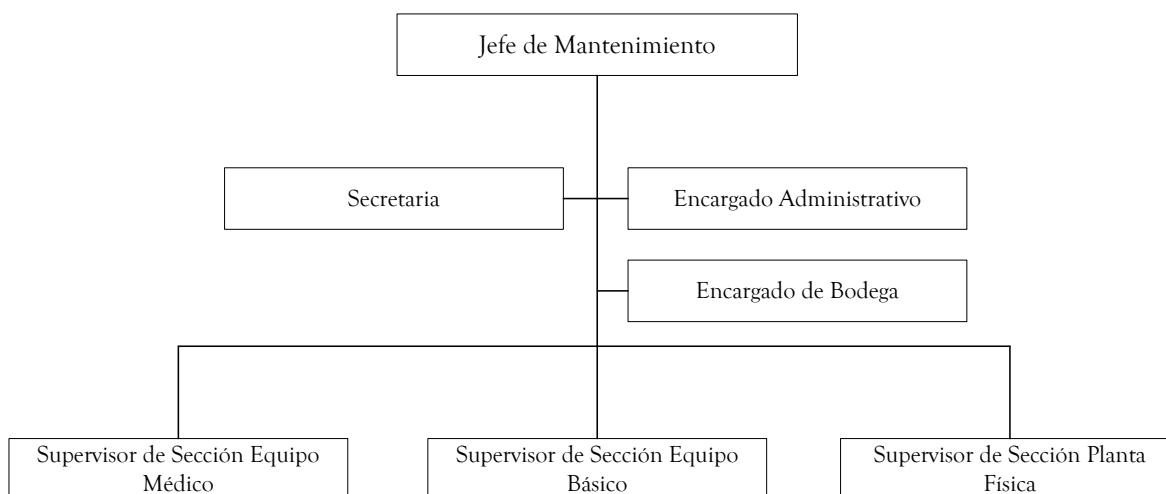 Jefe de Mantenimiento
Secretaria
Encargado Administrativo
Encargado de Bodega
Supervisor de Sección Equipo
Médico
Supervisor de Sección Equipo
Básico
Supervisor de Sección Planta
Física